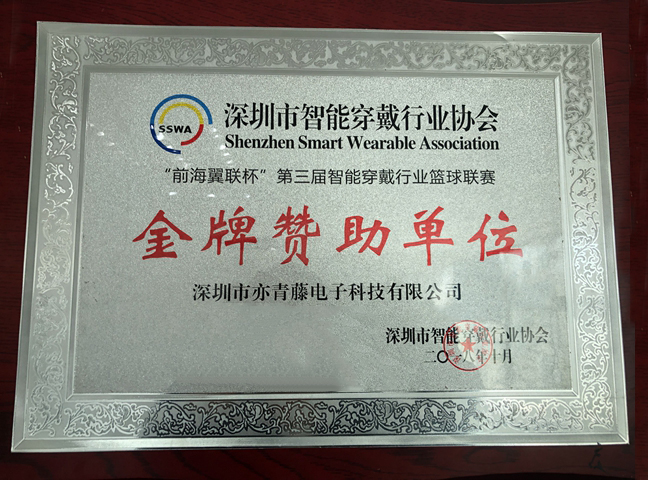 SSWA
深圳市智能穿戴行业协会
Shenzhen Smart Wearable Association
“前海翼联杯”第三届智能穿戴行业篮球联赛
金牌赞助单位
深圳市亦青藤电子科技有限公司
深圳市智能穿戴行业协会
二〇一八年十月